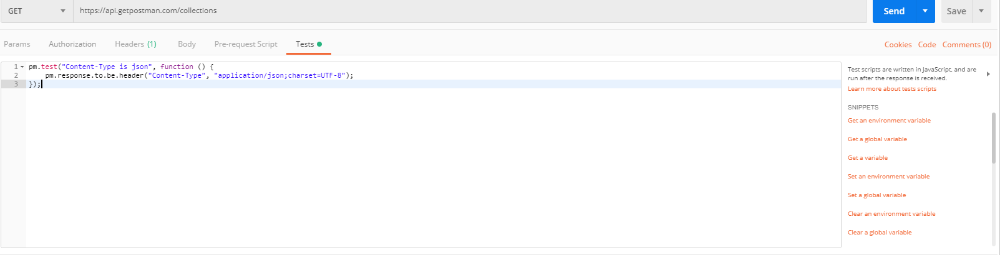 GET https://api.getpostman.com/collections Send Save
Params Authorization Headers (1) Body Pre-request Script Tests Cookies Code Comments (0)
1 pm.test("Content-Type is json", function () {
2     pm.response.to.be.header("Content-Type", "application/json;charset=UTF-8");
3 });
Test scripts are written in JavaScript, and are
run after the response is received.
Learn more about tests scripts
SNIPPETS
Get an environment variable
Get a global variable
Get a variable
Set an environment variable
Set a global variable
Clear an environment variable
Clear a global variable